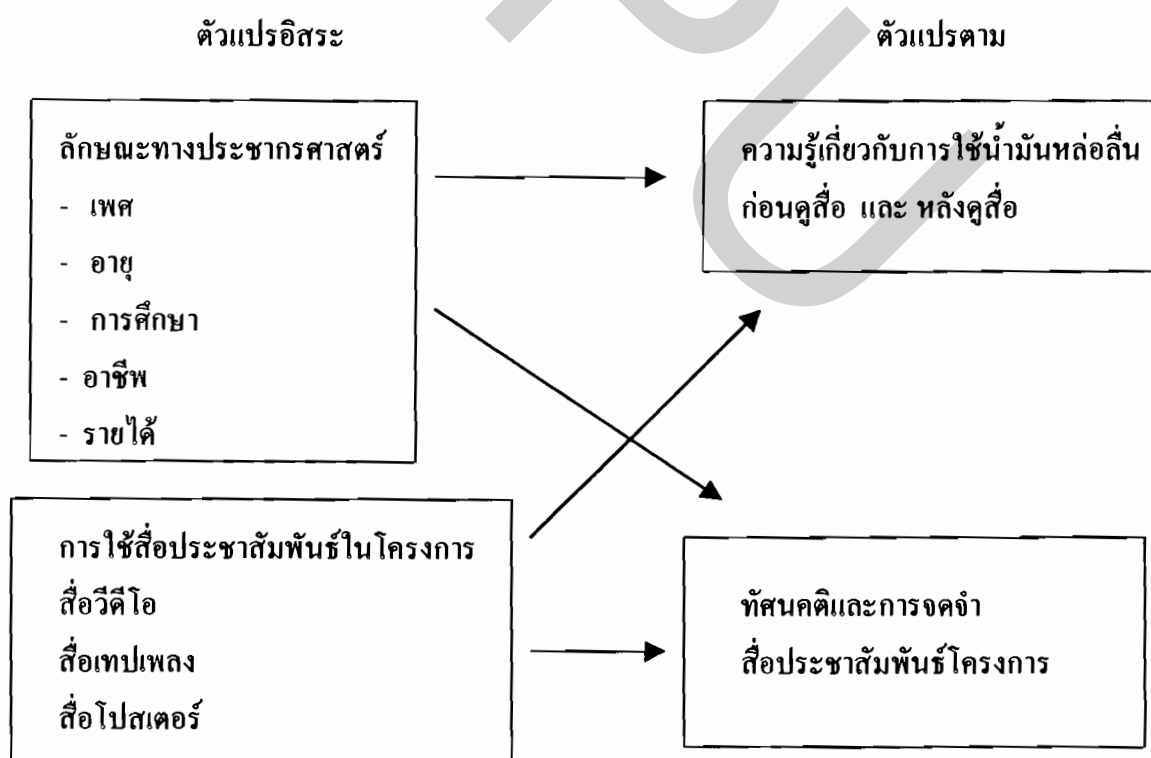 ตัวแปรอิสระ
ตัวแปรตาม
ลักษณะทางประชากรศาสตร์
- เพศ
- อายุ
- การศึกษา
- อาชีพ
- รายได้
ความรู้เกี่ยวกับการใช้น้ำมันหล่อลื่น
ก่อนดูสื่อ และ หลังดูสื่อ
การใช้สื่อประชาสัมพันธ์ในโครงการ
สื่อวีดีโอ
สื่อเทปเพลง
สื่อโปสเตอร์
ทัศนคติและการจดจำ
สื่อประชาสัมพันธ์โครงการ